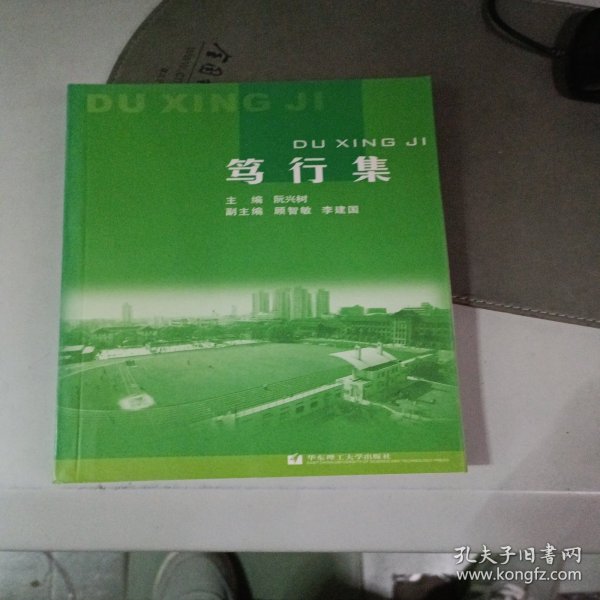 DU XING JI
DU XING JI
笃行集
主 编 阮兴树
副主编 顾智敏 李建国
华东理工大学出版社
孔夫子旧书网
www.kongfz.com